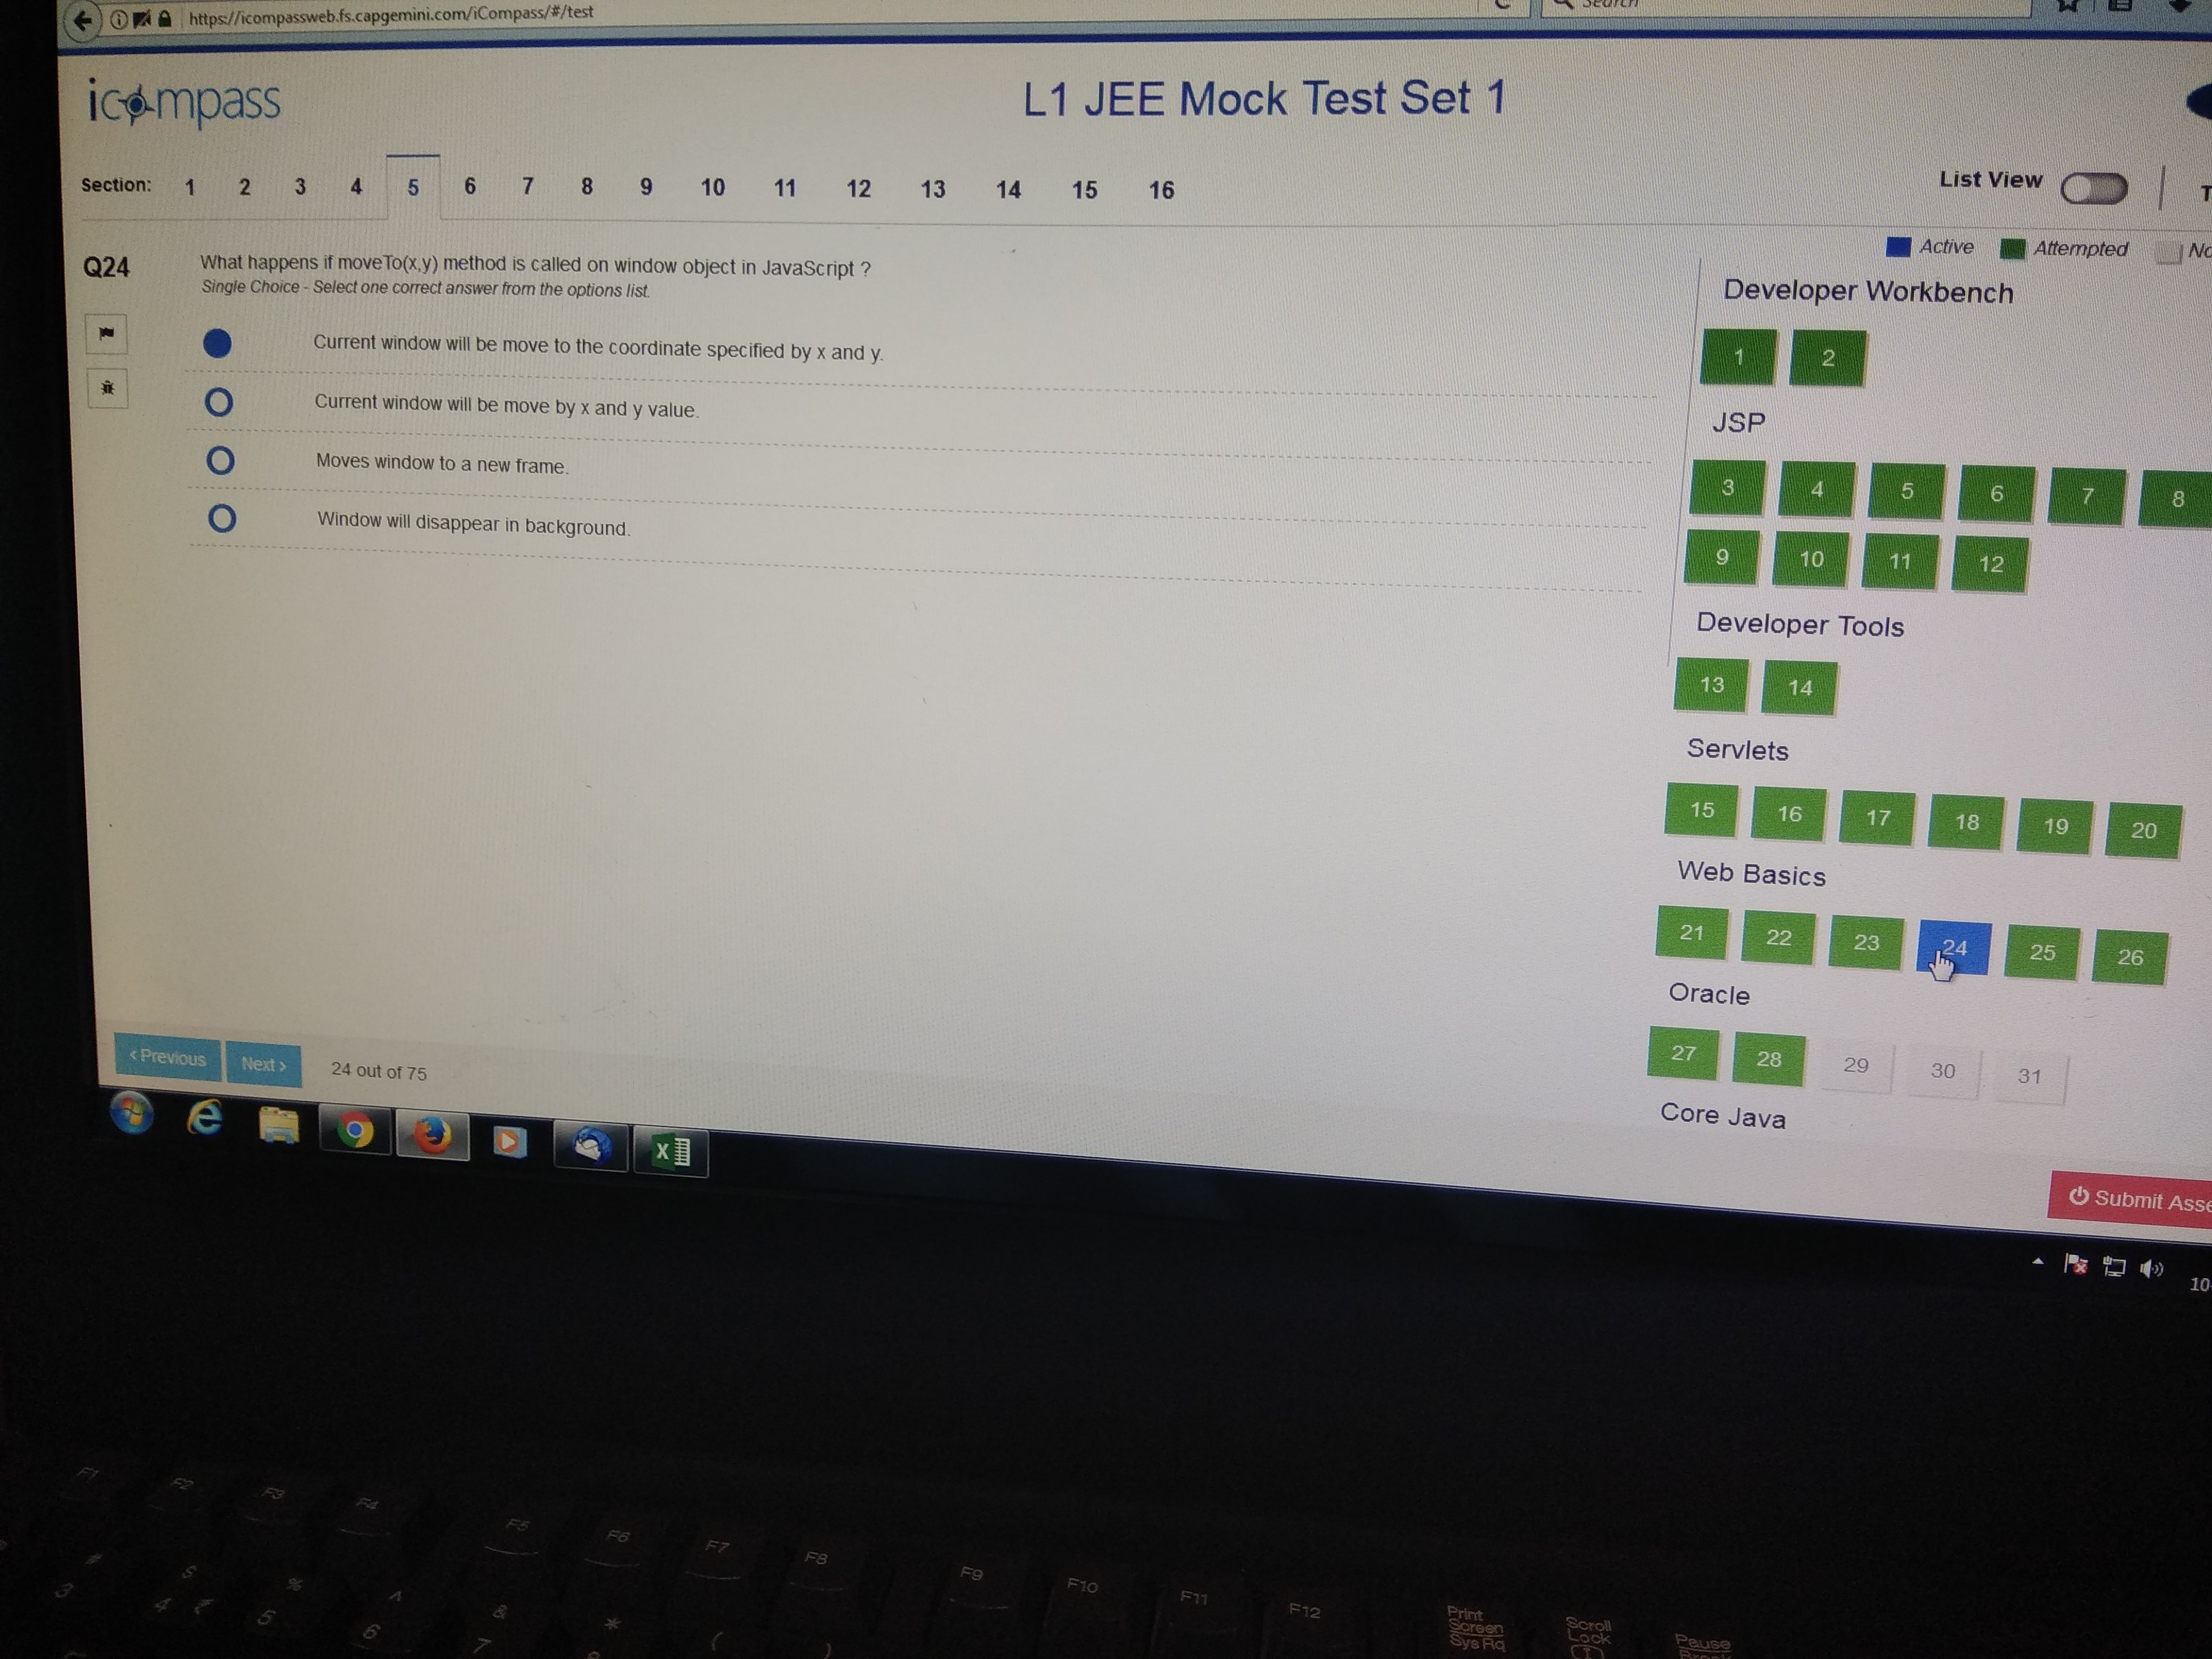 https://icompassweb.fs.capgemini.com/iCompass/#/test
icompass
L1 JEE Mock Test Set 1
Section: 1 2 3 4 5 6 7 8 9 10 11 12 13 14 15 16
List View
Active Attempted
Q24
What happens if moveTo(x,y) method is called on window object in JavaScript ?
Single Choice - Select one correct answer from the options list.
Current window will be move to the coordinate specified by x and y.
Current window will be move by x and y value.
Moves window to a new frame.
Window will disappear in background.
Developer Workbench
1 2
JSP
3 4 5 6 7 8
9 10 11 12
Developer Tools
13 14
Servlets
15 16 17 18 19 20
Web Basics
21 22 23 24 25 26
Oracle
27 28 29 30 31
Core Java
< Previous Next > 24 out of 75
Submit Asse
10
F1 F2 F3 F4 F5 F6 F7 F8 F9 F10 F11 F12
Print Screen SysRq
Scroll Lock
Pause
# $ % ^ & * ( )
3 4 ₹ 5 6 7